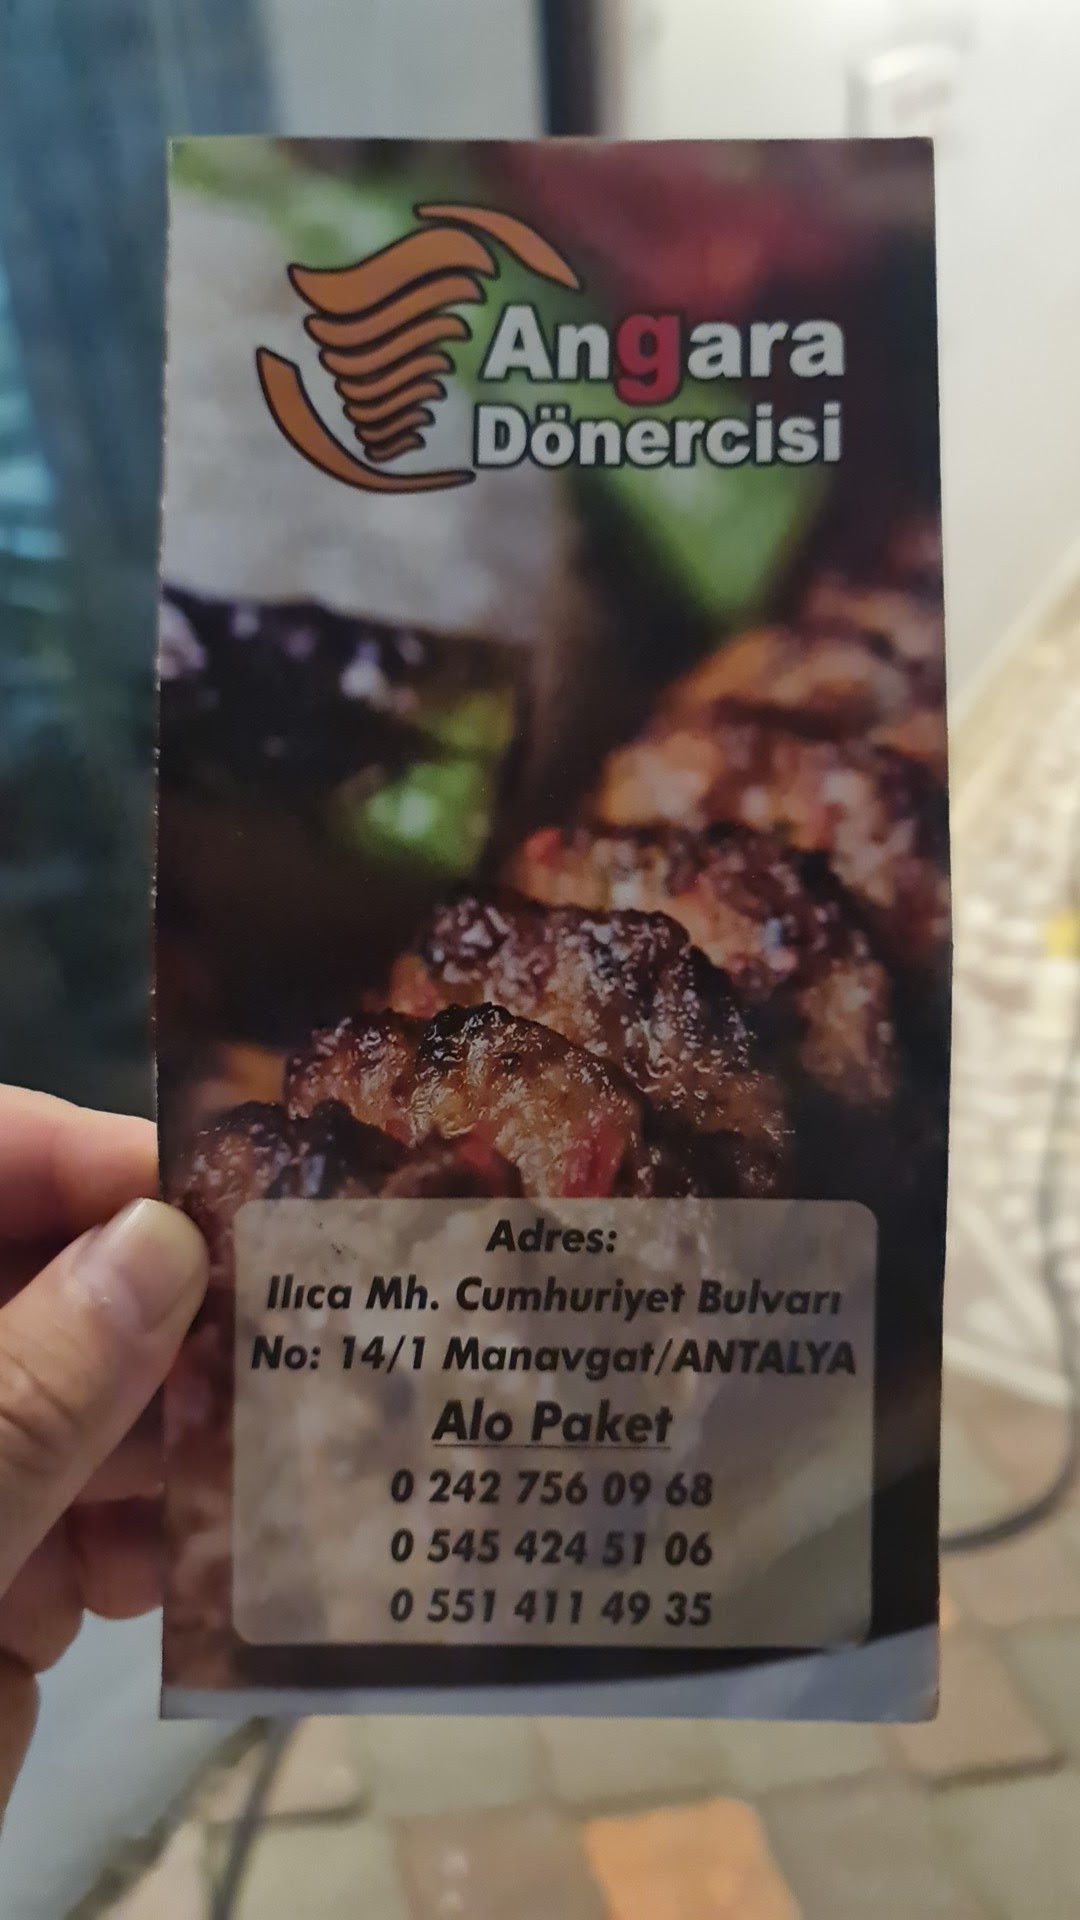 Angara
Dönercisi
Adres:
Ilıca Mh. Cumhuriyet Bulvarı
No: 14/1 Manavgat/ANTALYA
Alo Paket
0 242 756 09 68
0 545 424 51 06
0 551 411 49 35